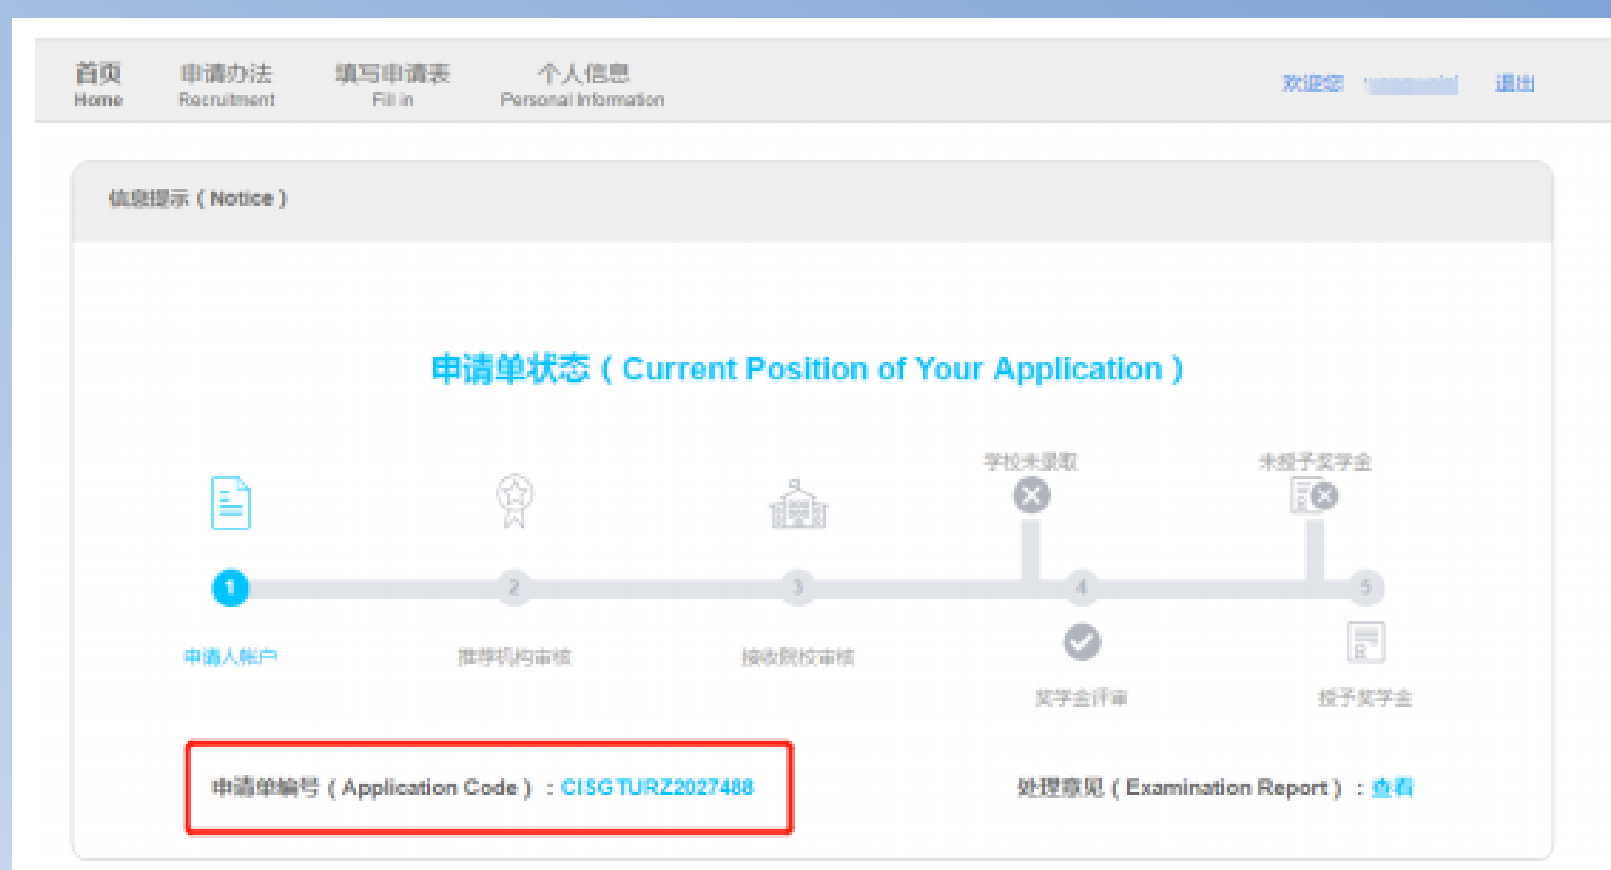 首页 申请办法 填写申请表 个人信息
Home Recruitment Fill in Personal Information
欢迎您 退出
信息提示 ( Notice )
申请单状态 ( Current Position of Your Application )
学校未录取 未授予奖学金
1 2 3 4 5
申请人帐户 推荐机构审核 接收院校审核
奖学金评审 授予奖学金
申请单编号 ( Application Code ) : CISGTURZ2027488
处理意见 ( Examination Report ) : 查看